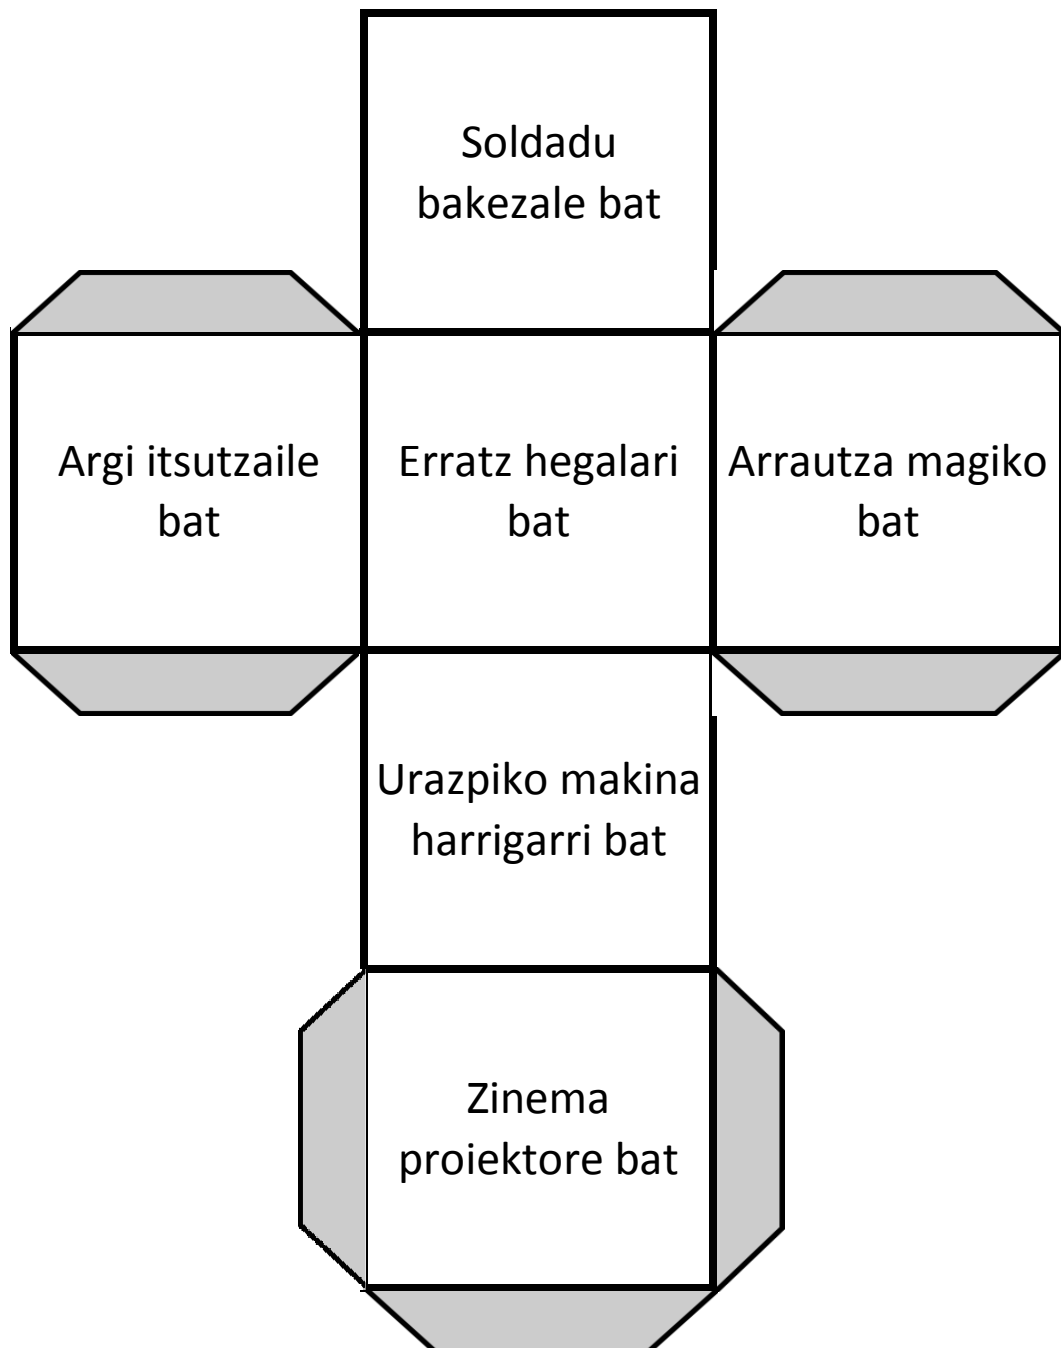 Soldadu
bakezale bat
Argi itsutzaile
bat
Erratz hegalari
bat
Arrautza magiko
bat
Urazpiko makina
harrigarri bat
Zinema
proiektore bat